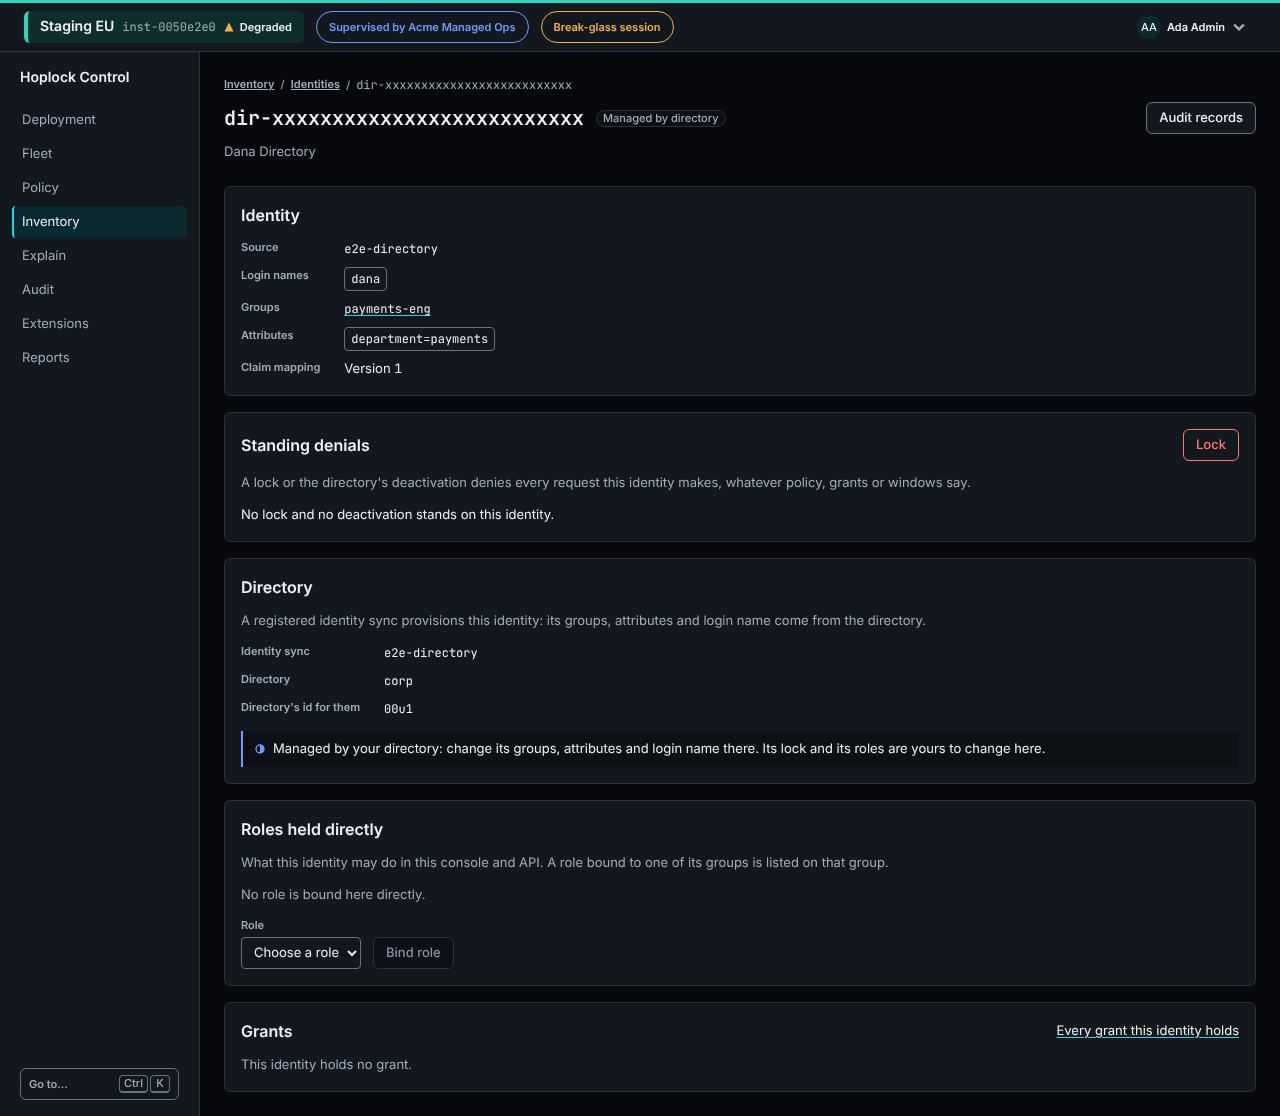 Staging EU inst-0050e2e0 Degraded
Supervised by Acme Managed Ops
Break-glass session
AA Ada Admin
Hoplock Control
Deployment
Fleet
Policy
Inventory
Explain
Audit
Extensions
Reports
Go to... Ctrl K
Inventory / Identities / dir-xxxxxxxxxxxxxxxxxxxxxxxxxx
dir-xxxxxxxxxxxxxxxxxxxxxxxxxx Managed by directory
Audit records
Dana Directory
Identity
Source e2e-directory
Login names dana
Groups payments-eng
Attributes department=payments
Claim mapping Version 1
Standing denials
Lock
A lock or the directory's deactivation denies every request this identity makes, whatever policy, grants or windows say.
No lock and no deactivation stands on this identity.
Directory
A registered identity sync provisions this identity: its groups, attributes and login name come from the directory.
Identity sync e2e-directory
Directory corp
Directory's id for them 00u1
Managed by your directory: change its groups, attributes and login name there. Its lock and its roles are yours to change here.
Roles held directly
What this identity may do in this console and API. A role bound to one of its groups is listed on that group.
No role is bound here directly.
Role
Choose a role Bind role
Grants
Every grant this identity holds
This identity holds no grant.